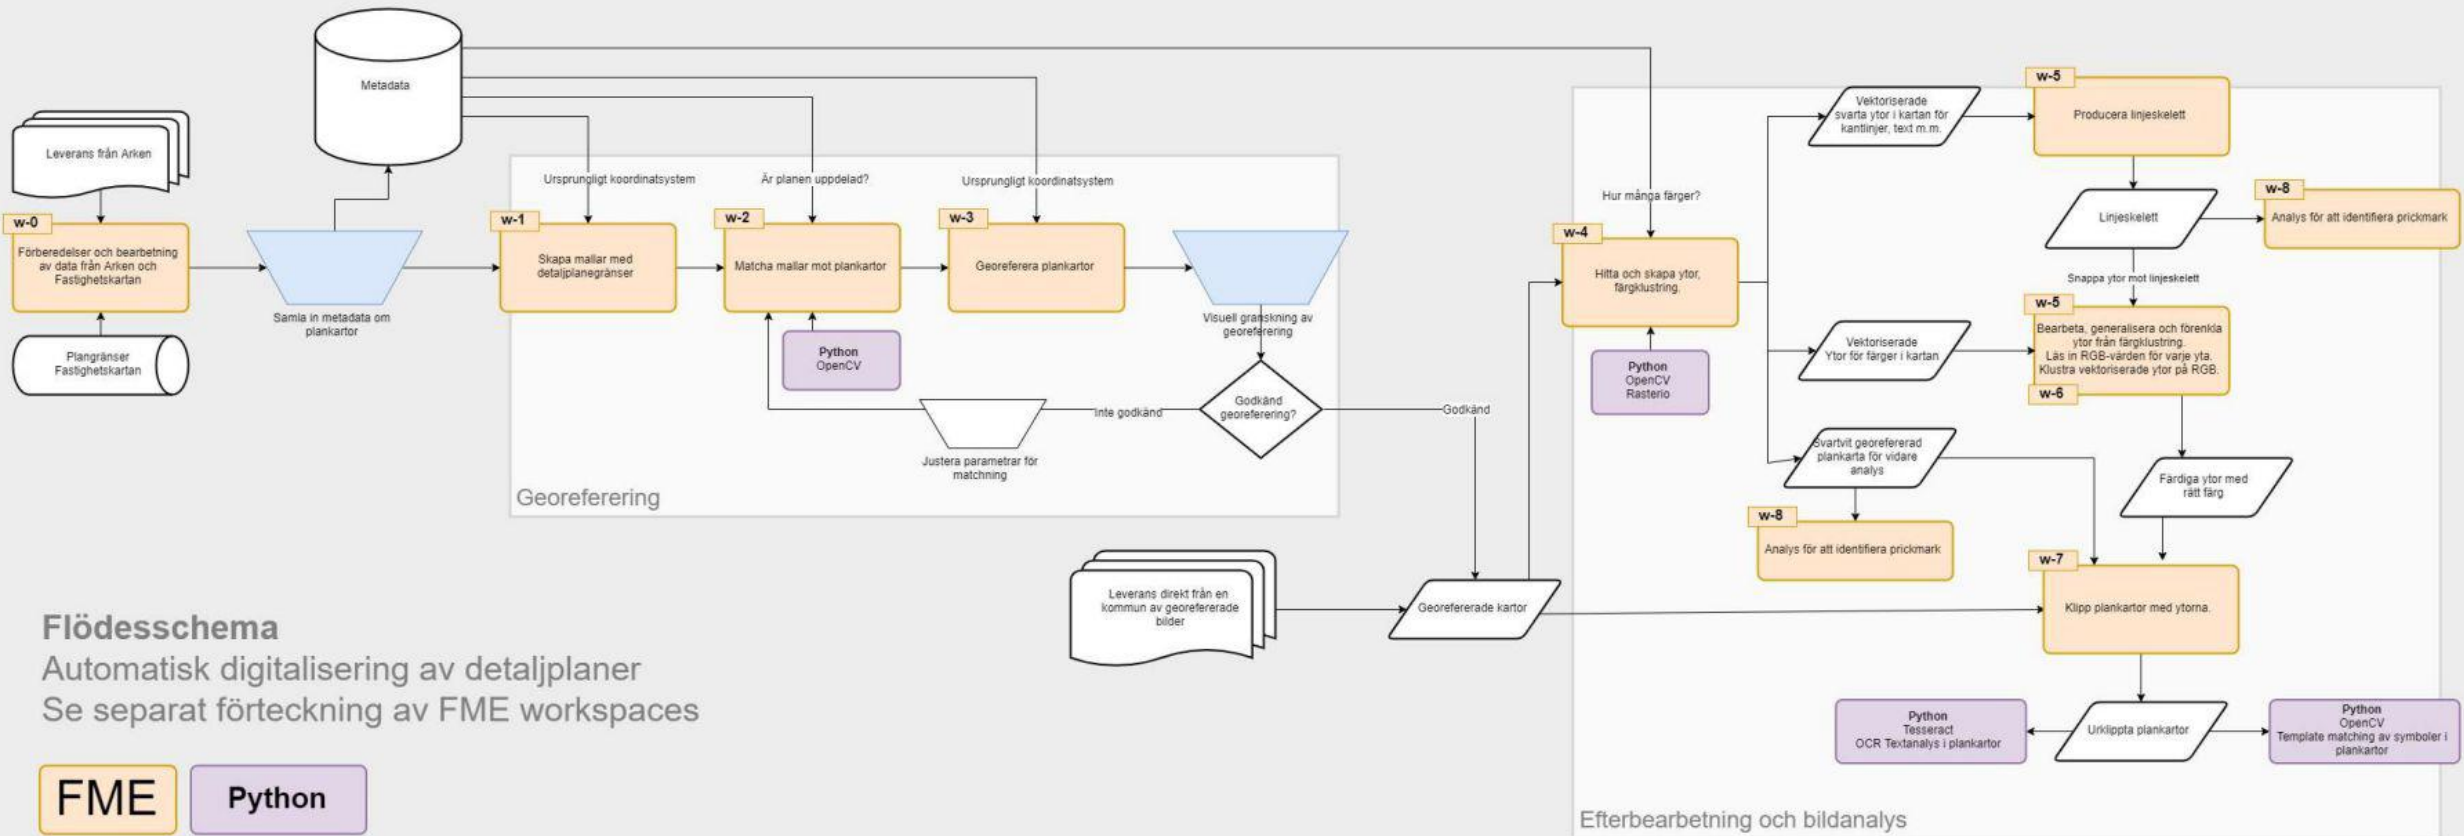 Metadata
Leverans från Arken
w-0
Förberedelser och bearbetning
av data från Arken och
Fastighetskartan
Plangränser
Fastighetskartan
Samla in metadata om
plankartor
Ursprungligt koordinatsystem
Är planen uppdelad?
Ursprungligt koordinatsystem
w-1
Skapa mallar med
detaljplanegränser
w-2
Matcha mallar mot plankartor
w-3
Georeferera plankartor
Python
OpenCV
Visuell granskning av
georeferering
Godkänd
georeferering?
Inte godkänd
Godkänd
Justera parametrar för
matchning
Georeferering
Leverans direkt från en
kommun av georefererade
bilder
Georefererade kartor
Hur många färger?
w-4
Hitta och skapa ytor,
färgklustring.
Python
OpenCV
Rasterio
Vektoriserade
svarta ytor i kartan för
kantlinjer, text m.m.
w-5
Producera linjeskelett
Linjeskelett
w-8
Analys för att identifiera prickmark
Snappa ytor mot linjeskelett
Vektoriserade
Ytor för färger i kartan
w-5
Bearbeta, generalisera och förenkla
ytor från färgklustring.
Läs in RGB-värden för varje yta.
Klustra vektoriserade ytor på RGB.
w-6
Svartvit georefererad
plankarta för vidare
analys
w-8
Analys för att identifiera prickmark
Färdiga ytor med
rätt färg
w-7
Klipp plankartor med ytorna.
Python
Tesseract
OCR Textanalys i plankartor
Urklippta plankartor
Python
OpenCV
Template matching av symboler i
plankartor
Efterbearbetning och bildanalys
Flödesschema
Automatisk digitalisering av detaljplaner
Se separat förteckning av FME workspaces
FME
Python